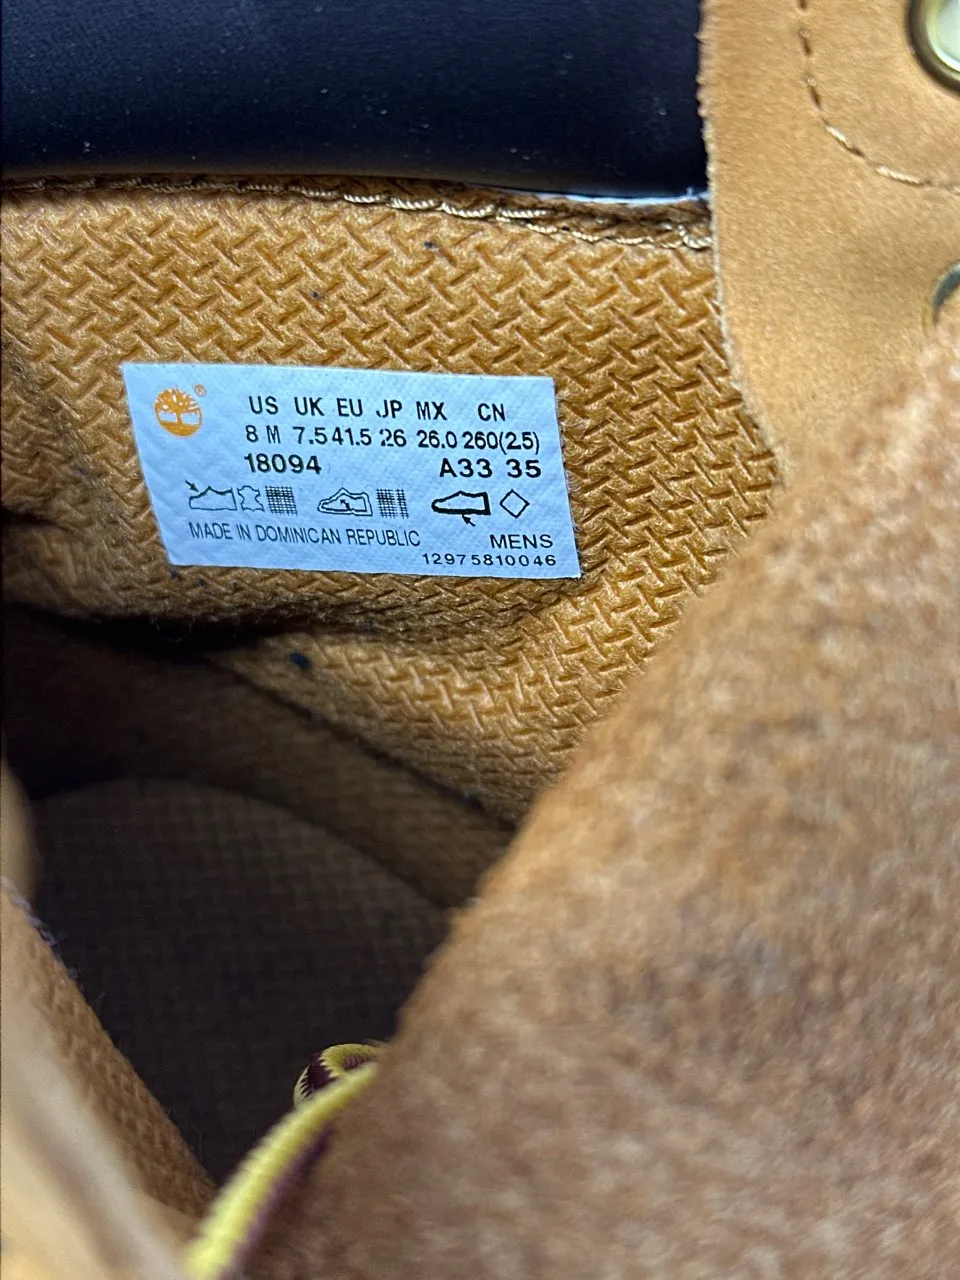 ®
US UK EU JP MX CN
8 M 7.5 41.5 26 26.0 260(2.5)
18094 A33 35
MADE IN DOMINICAN REPUBLIC MENS
12975810046